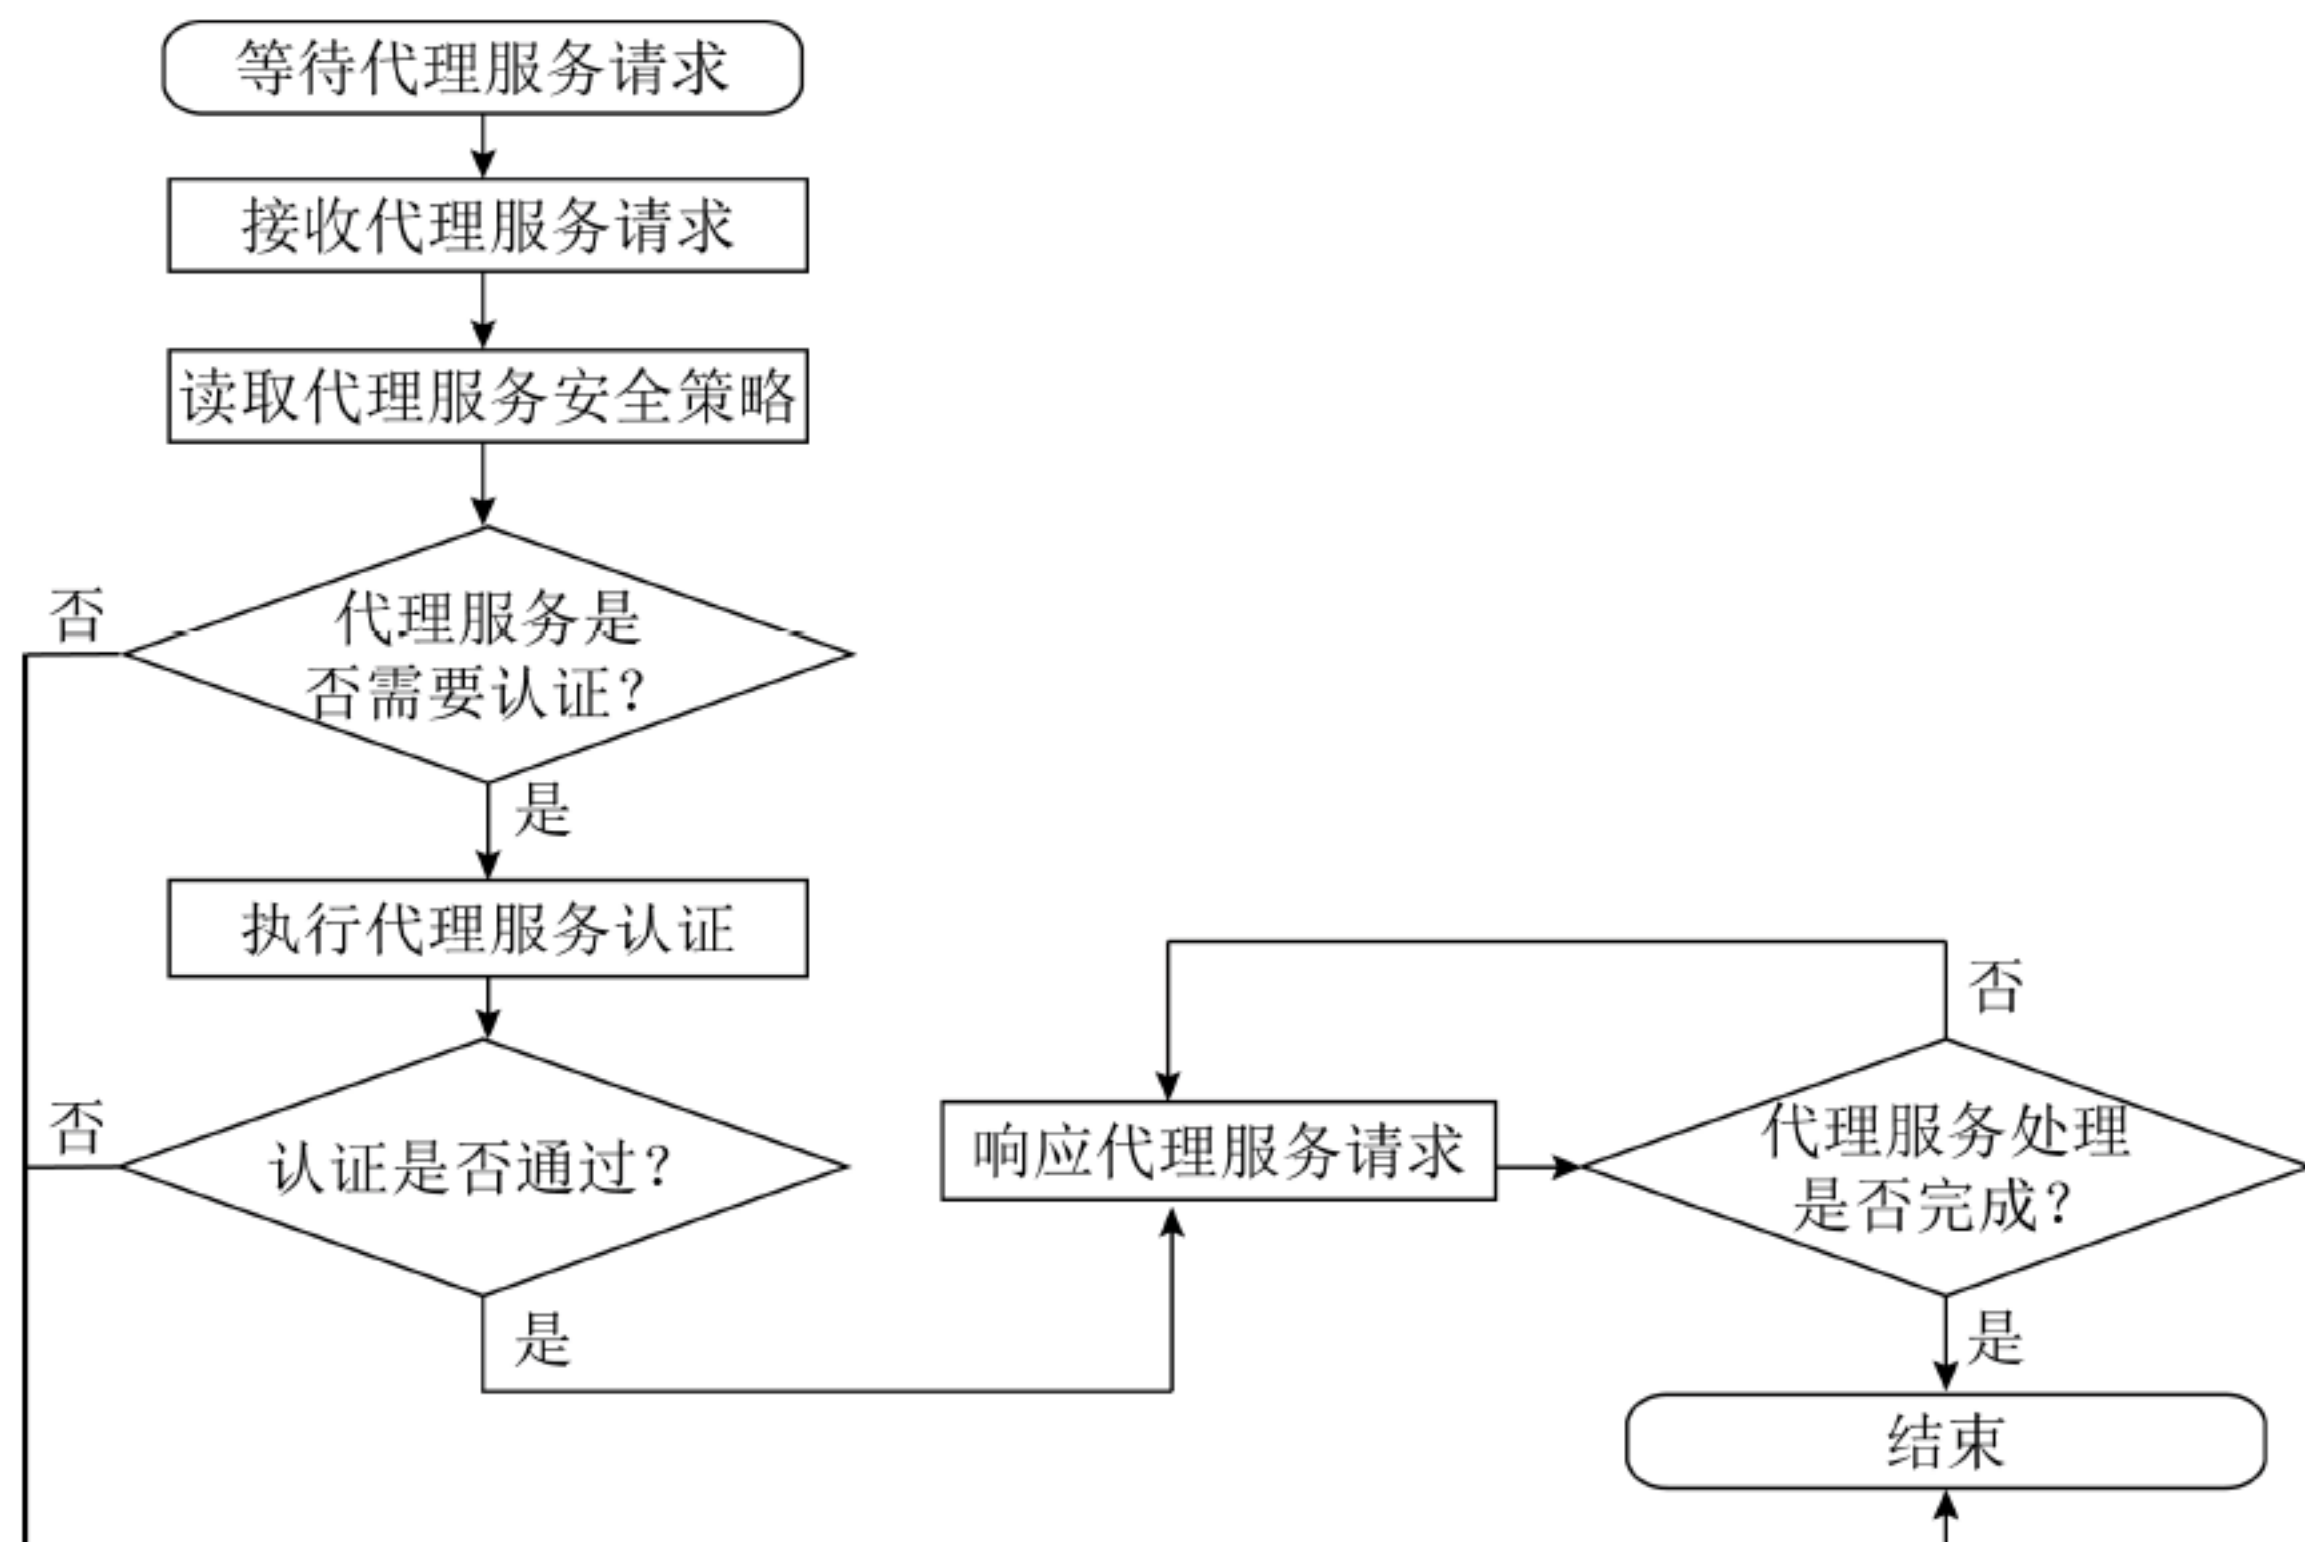 等待代理服务请求
接收代理服务请求
读取代理服务安全策略
代理服务是
否需要认证?
否
是
执行代理服务认证
认证是否通过?
否
是
响应代理服务请求
代理服务处理
是否完成?
否
是
结束